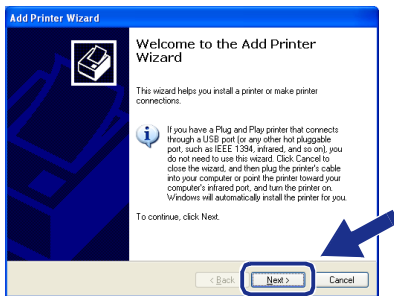 Add Printer Wizard
Welcome to the Add Printer
Wizard
This wizard helps you install a printer or make printer
connections.
If you have a Plug and Play printer that connects
through a USB port (or any other hot pluggable
port, such as IEEE 1394, infrared, and so on), you
do not need to use this wizard. Click Cancel to
close the wizard, and then plug the printer's cable
into your computer or point the printer toward your
computer's infrared port, and turn the printer on.
Windows will automatically install the printer for you.
To continue, click Next.
< Back Next > Cancel